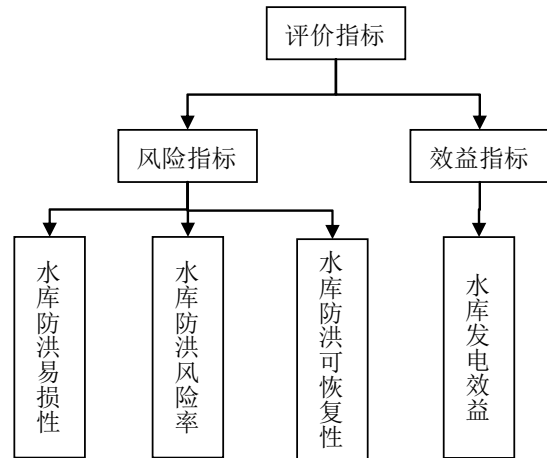 评价指标
风险指标
效益指标
水库防洪易损性
水库防洪风险率
水库防洪可恢复性
水库发电效益